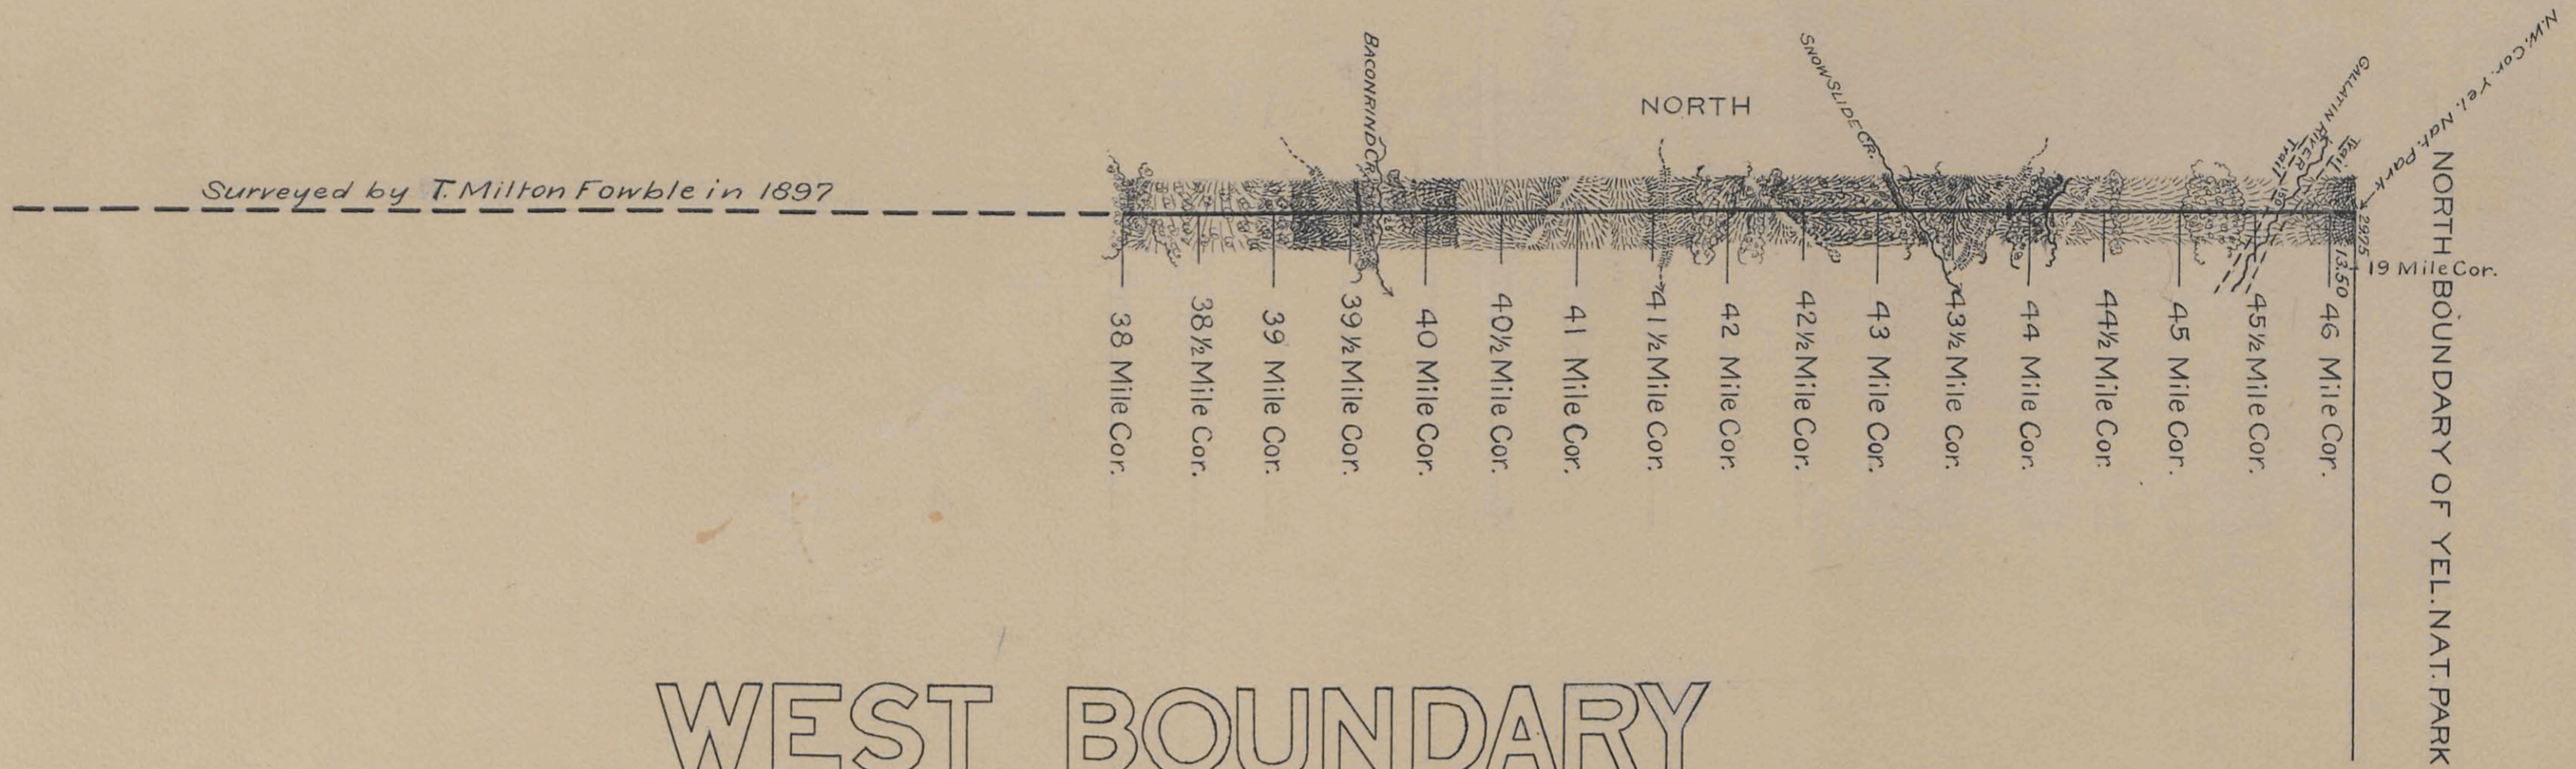 N.W. Cor. Yel. Nat. Park
GALLATIN RIVER
Trail
Trail
BACONRIND CR.
SNOWSLIDE CR.
NORTH
Surveyed by T. Milton Fowble in 1897
29.75
13.50
19 Mile Cor.
38 Mile Cor.
38½ Mile Cor.
39 Mile Cor.
39½ Mile Cor.
40 Mile Cor.
40½ Mile Cor.
41 Mile Cor.
41½ Mile Cor.
42 Mile Cor.
42½ Mile Cor.
43 Mile Cor.
43½ Mile Cor.
44 Mile Cor.
44½ Mile Cor.
45 Mile Cor.
45½ Mile Cor.
46 Mile Cor.
NORTH BOUNDARY OF YEL. NAT. PARK
WEST BOUNDARY